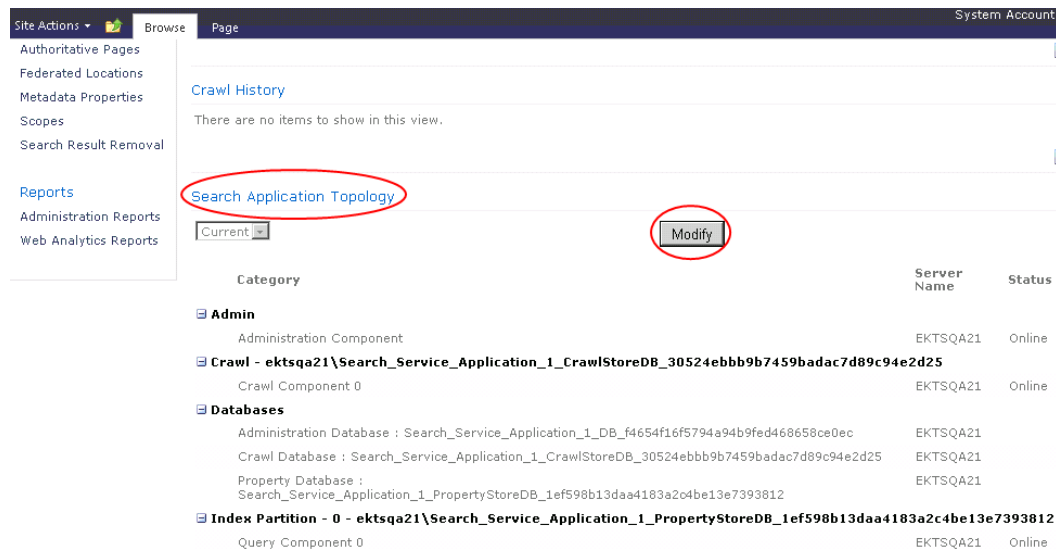 System Account
Site Actions
Browse
Page
Authoritative Pages
Federated Locations
Metadata Properties
Scopes
Search Result Removal
Reports
Administration Reports
Web Analytics Reports
Crawl History
There are no items to show in this view.
Search Application Topology
Current
Modify
Category
Server Name
Status
Admin
Administration Component EKTSQA21 Online
Crawl - ektsqa21\Search_Service_Application_1_CrawlStoreDB_30524ebbb9b7459badac7d89c94e2d25
Crawl Component 0 EKTSQA21 Online
Databases
Administration Database : Search_Service_Application_1_DB_f4654f16f5794a94b9fed468658ce0ec EKTSQA21
Crawl Database : Search_Service_Application_1_CrawlStoreDB_30524ebbb9b7459badac7d89c94e2d25 EKTSQA21
Property Database :
Search_Service_Application_1_PropertyStoreDB_1ef598b13daa4183a2c4be13e7393812 EKTSQA21
Index Partition - 0 - ektsqa21\Search_Service_Application_1_PropertyStoreDB_1ef598b13daa4183a2c4be13e7393812
Query Component 0 EKTSQA21 Online